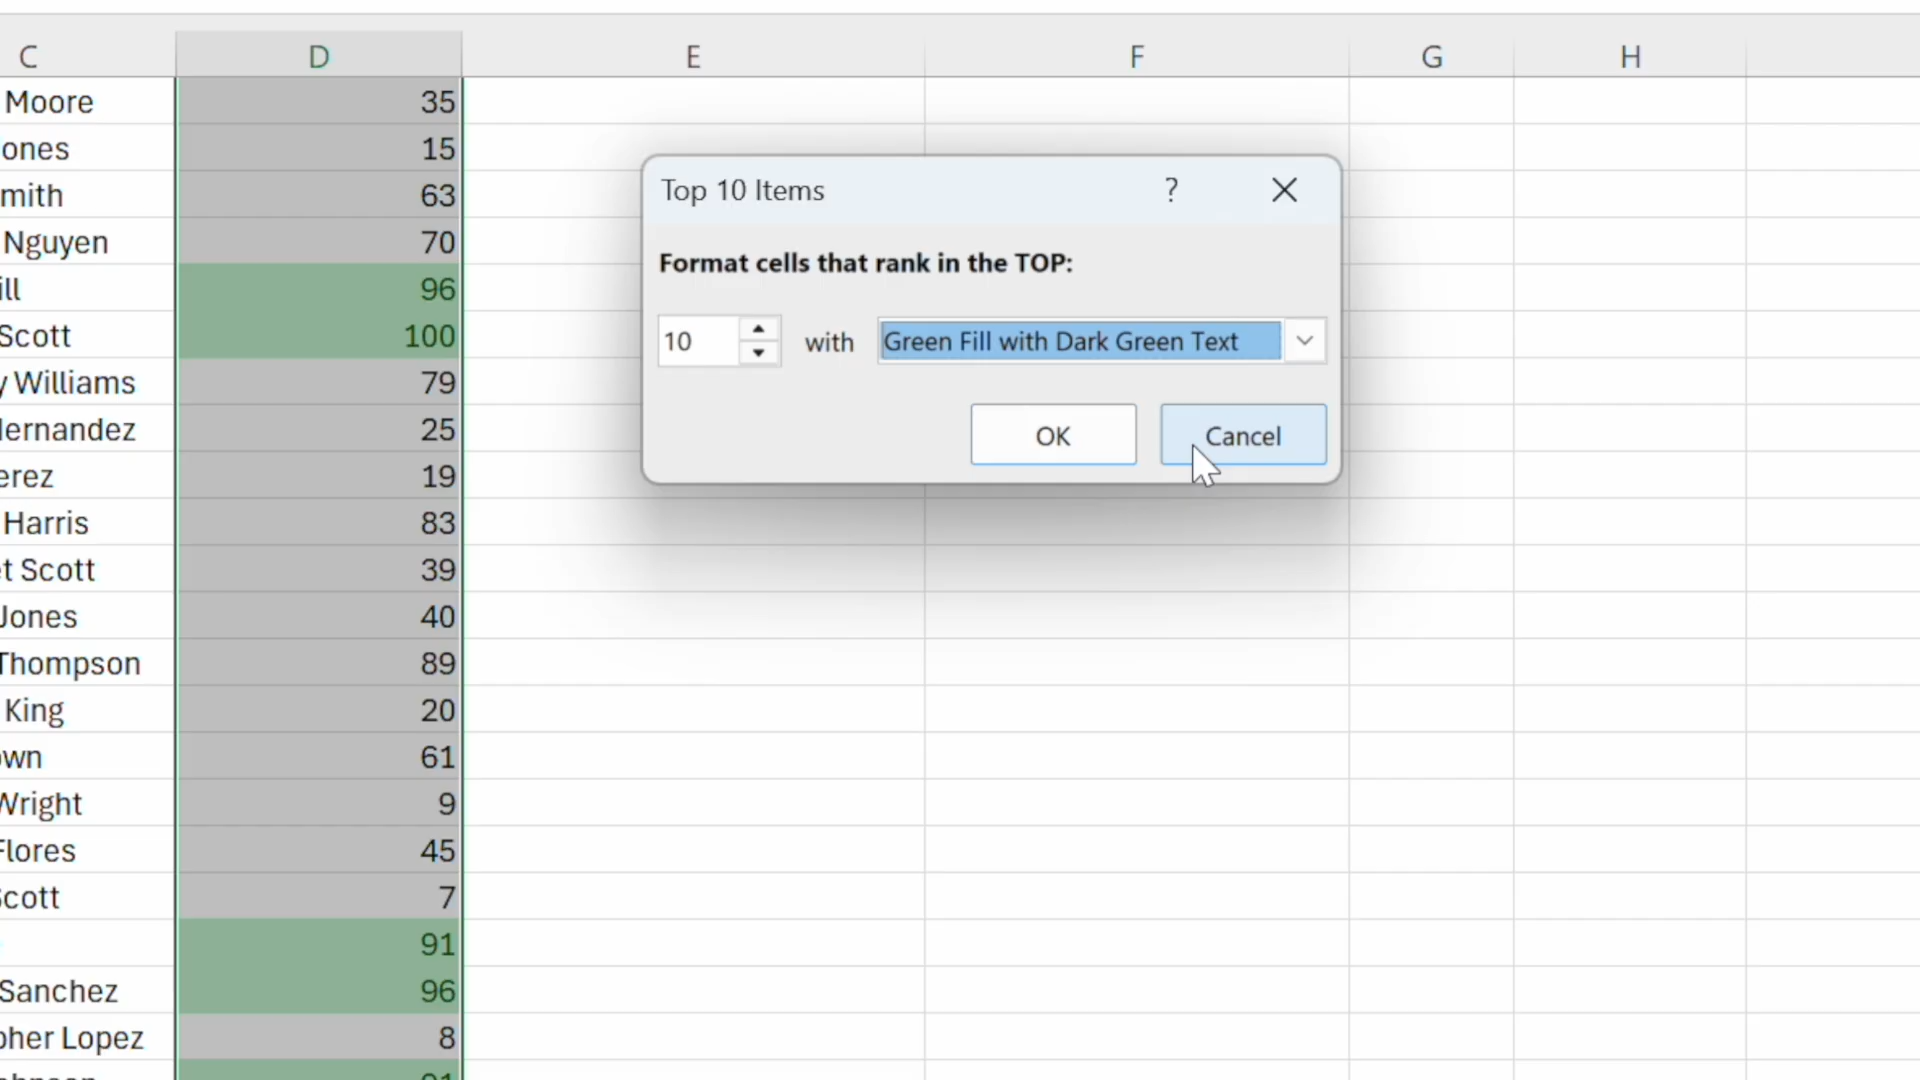 C D E F G H
Moore 35
ones 15
mith 63
Nguyen 70
ill 96
Scott 100
y Williams 79
ernandez 25
erez 19
Harris 83
t Scott 39
Jones 40
Thompson 89
King 20
own 61
Wright 9
Flores 45
Scott 7
91
Sanchez 96
pher Lopez 8
Top 10 Items ?
Format cells that rank in the TOP:
10 with Green Fill with Dark Green Text
OK Cancel